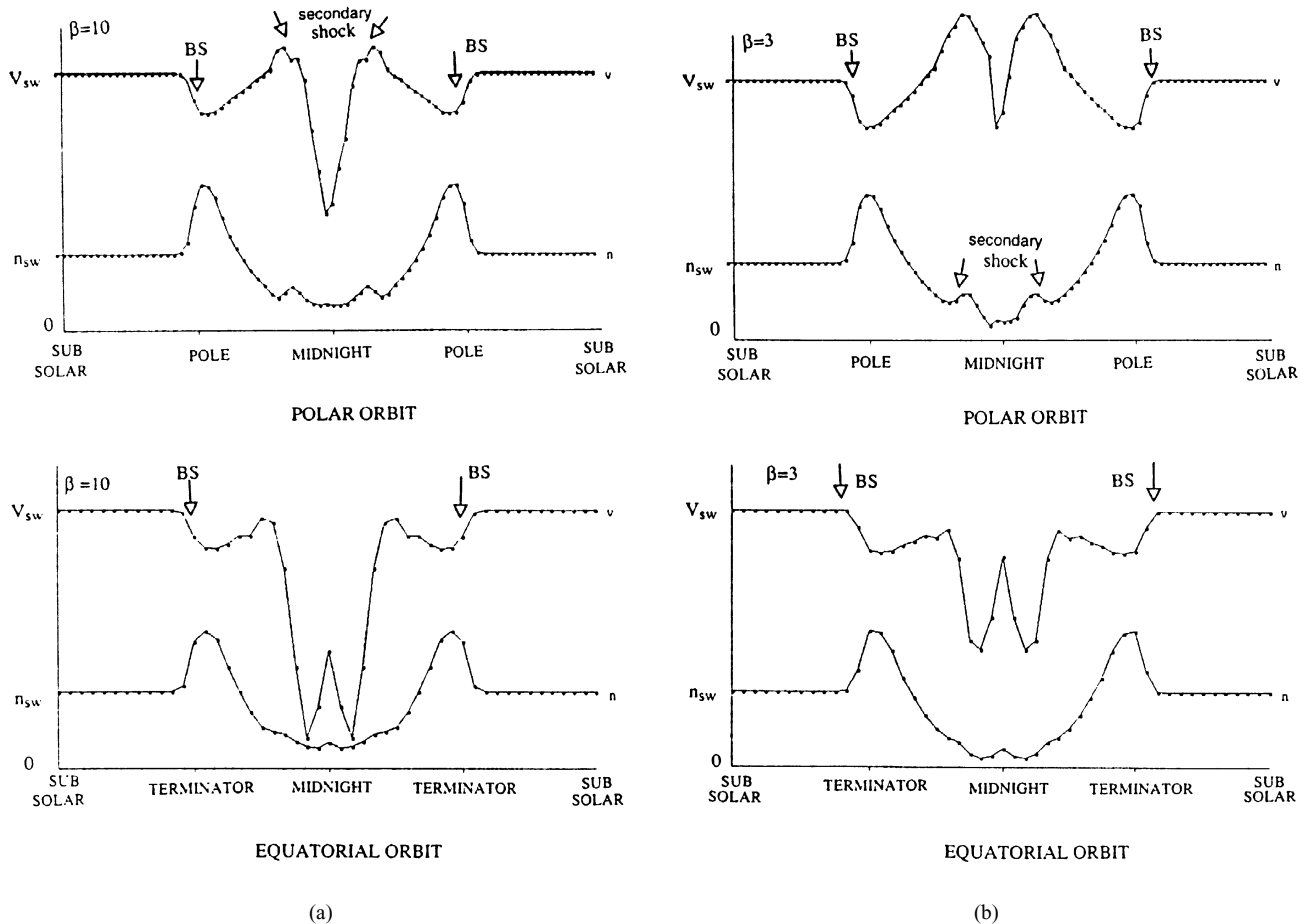 β=10
secondary
shock
BS
BS
Vsw
v
nsw
n
0
SUB
SOLAR
POLE
MIDNIGHT
POLE
SUB
SOLAR
POLAR ORBIT
β=3
BS
BS
Vsw
v
secondary
shock
nsw
n
0
SUB
SOLAR
POLE
MIDNIGHT
POLE
SUB
SOLAR
POLAR ORBIT
β=10
BS
BS
Vsw
v
nsw
n
0
SUB
SOLAR
TERMINATOR
MIDNIGHT
TERMINATOR
SUB
SOLAR
EQUATORIAL ORBIT
(a)
β=3
BS
BS
Vsw
v
nsw
n
0
SUB
SOLAR
TERMINATOR
MIDNIGHT
TERMINATOR
SUB
SOLAR
EQUATORIAL ORBIT
(b)